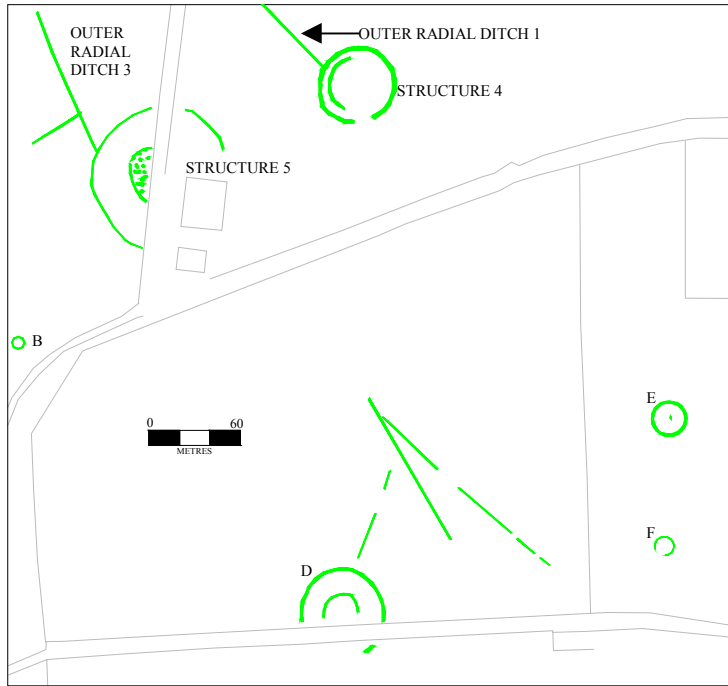 OUTER
RADIAL
DITCH 3
OUTER RADIAL DITCH 1
STRUCTURE 4
STRUCTURE 5
B
0 60
METRES
E
F
D